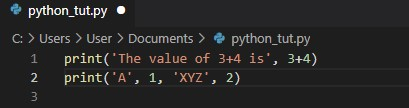 python_tut.py
C: > Users > User > Documents > python_tut.py
1 print('The value of 3+4 is', 3+4)
2 print('A', 1, 'XYZ', 2)
3